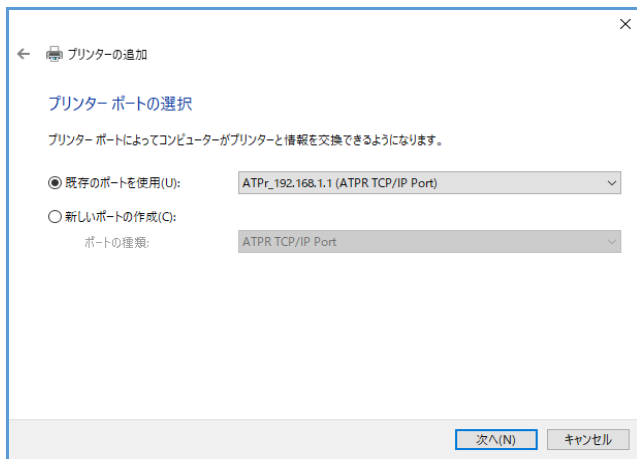 プリンターの追加
プリンター ポートの選択
プリンター ポートによってコンピューターがプリンターと情報を交換できるようになります。
既存のポートを使用(U): ATPr_192.168.1.1 (ATPR TCP/IP Port)
新しいポートの作成(C):
ポートの種類: ATPR TCP/IP Port
次へ(N) キャンセル